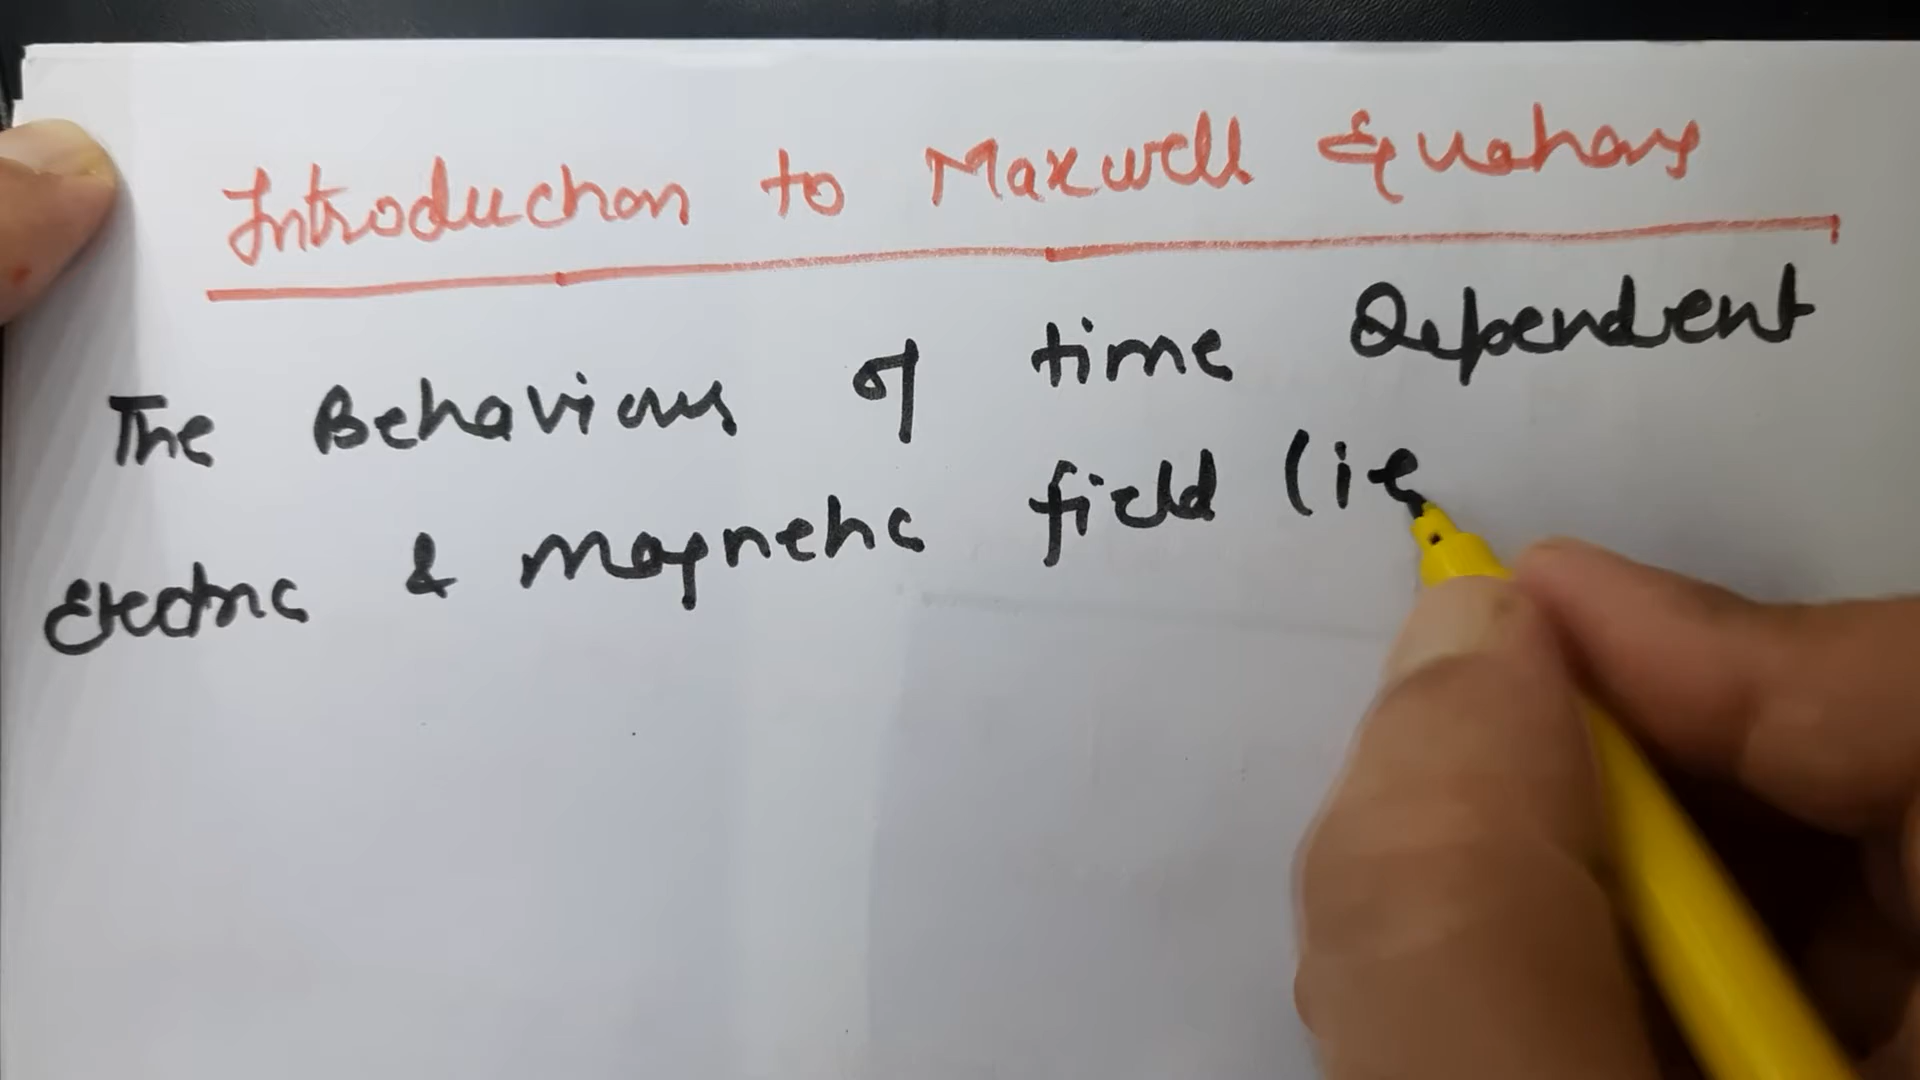 Introduction to Maxwell Equations
The Behaviour of time Dependent
Electric & Magnetic field (ie